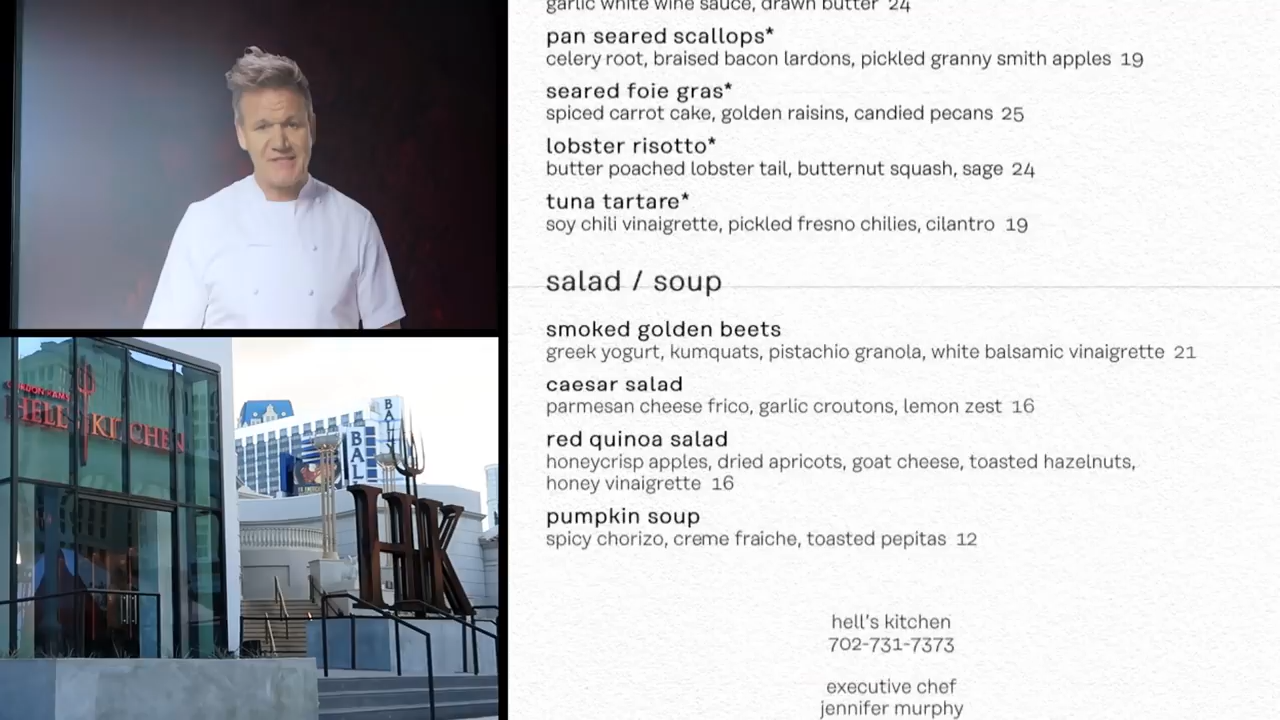 garlic white wine sauce, drawn butter 24
pan seared scallops*
celery root, braised bacon lardons, pickled granny smith apples 19
seared foie gras*
spiced carrot cake, golden raisins, candied pecans 25
lobster risotto*
butter poached lobster tail, butternut squash, sage 24
tuna tartare*
soy chili vinaigrette, pickled fresno chilies, cilantro 19
salad / soup
smoked golden beets
greek yogurt, kumquats, pistachio granola, white balsamic vinaigrette 21
caesar salad
parmesan cheese frico, garlic croutons, lemon zest 16
red quinoa salad
honeycrisp apples, dried apricots, goat cheese, toasted hazelnuts,
honey vinaigrette 16
pumpkin soup
spicy chorizo, creme fraiche, toasted pepitas 12
hell's kitchen
702-731-7373
executive chef
jennifer murphy
GORDON RAMSAY
HELL'S KITCHEN
BAL
BALLY
HK